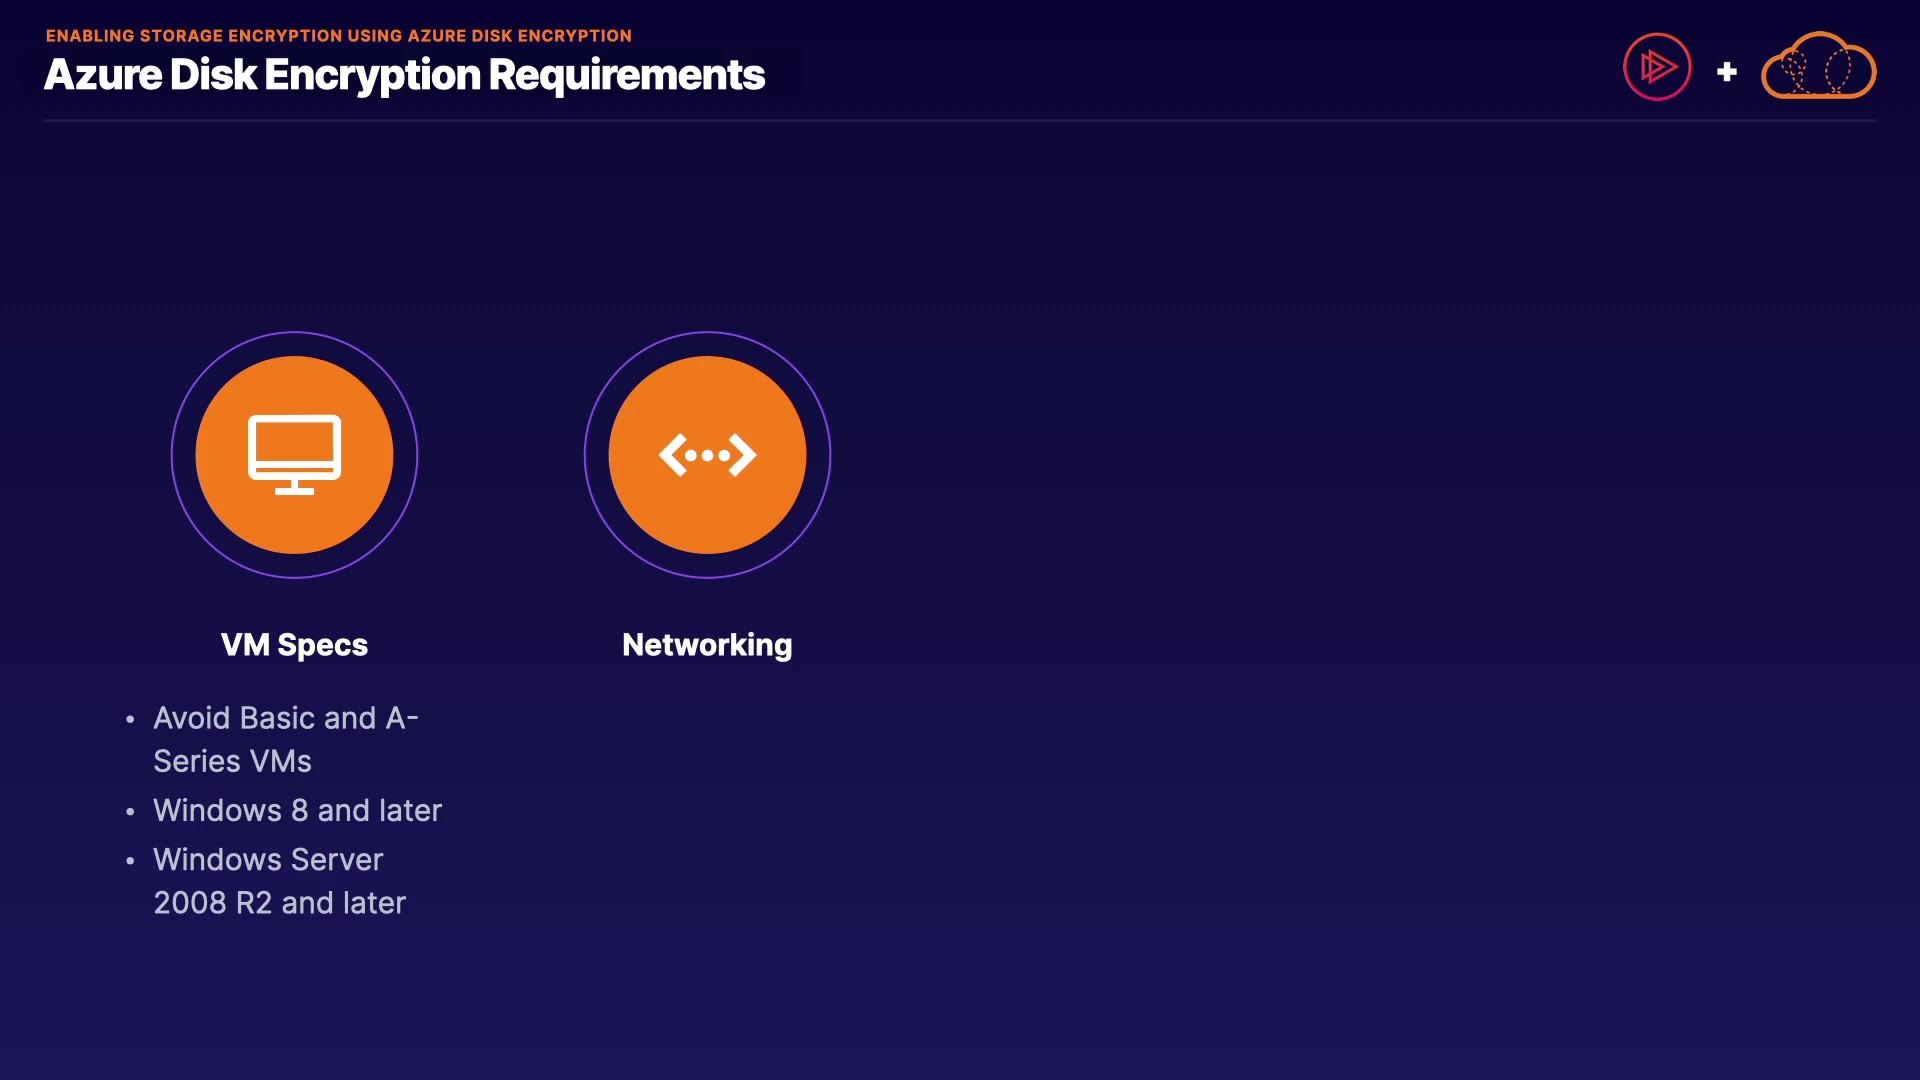 ENABLING STORAGE ENCRYPTION USING AZURE DISK ENCRYPTION
Azure Disk Encryption Requirements
VM Specs
• Avoid Basic and A-
Series VMs
• Windows 8 and later
• Windows Server
2008 R2 and later
Networking